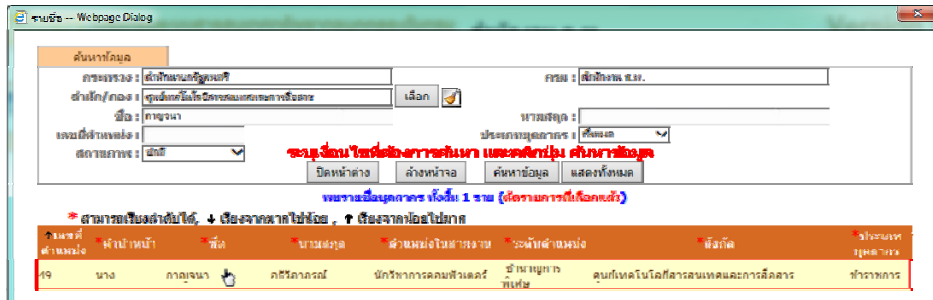 รายชื่อ -- Webpage Dialog
ค้นหาข้อมูล
กระทรวง : สำนักนายกรัฐมนตรี กรม : สำนักงาน ก.พ.
สำนัก/กอง : ศูนย์เทคโนโลยีสารสนเทศและการสื่อสาร เลือก
ชื่อ : กาญจนา นามสกุล :
เลขที่ตำแหน่ง : ประเภทบุคลากร : ทั้งหมด
สถานภาพ : ปกติ
ระบุเงื่อนไขที่ต้องการค้นหา และคลิกปุ่ม ค้นหาข้อมูล
ปิดหน้าต่าง ล้างหน้าจอ ค้นหาข้อมูล แสดงทั้งหมด
พบรายชื่อบุคลากร ทั้งสิ้น 1 ราย (ตัดรายการที่เลือกแล้ว)
* สามารถเรียงลำดับได้, ↓ เรียงจากมากไปน้อย , ↑ เรียงจากน้อยไปมาก
↑เลขที่ตำแหน่ง *คำนำหน้า *ชื่อ *นามสกุล *ตำแหน่งในสายงาน *ระดับตำแหน่ง *สังกัด *ประเภทบุคลากร
49 นาง กาญจนา นักวิชาการคอมพิวเตอร์ ชำนาญการพิเศษ ศูนย์เทคโนโลยีสารสนเทศและการสื่อสาร ข้าราชการ